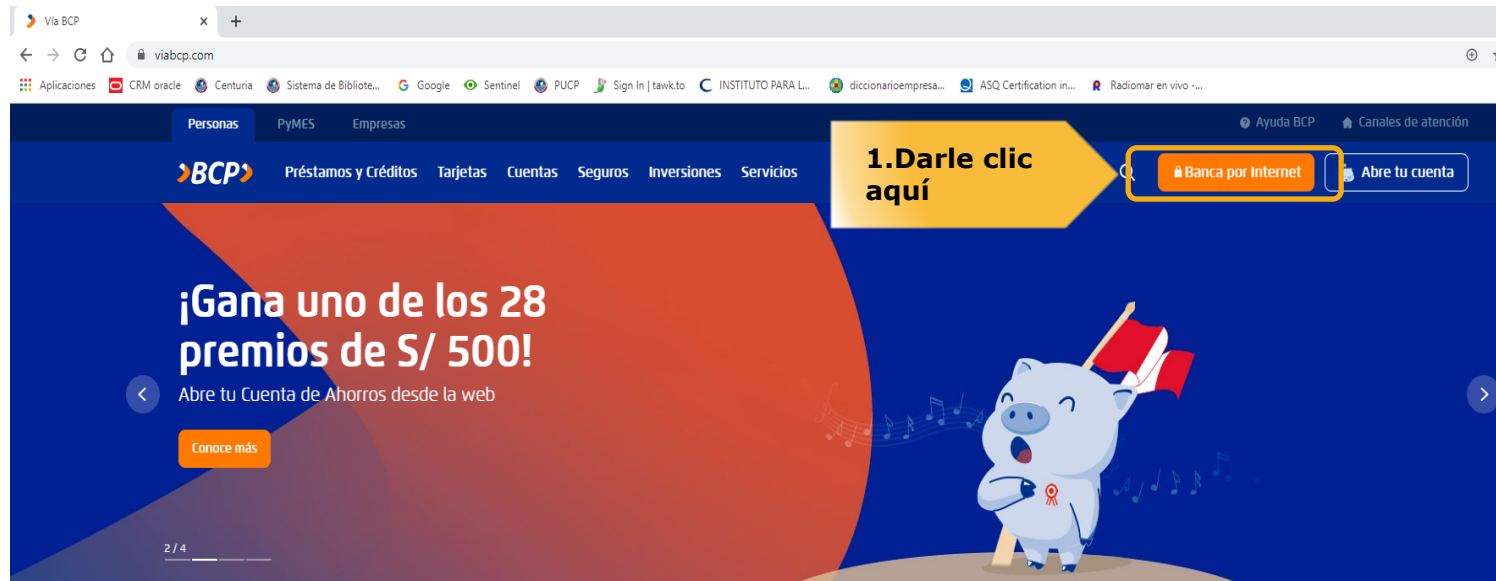 Vía BCP
viabcp.com
Aplicaciones CRM oracle Centuria Sistema de Bibliote... Google Sentinel PUCP Sign In | tawk.to INSTITUTO PARA L... diccionarioempresa... ASQ Certification in... Radiomar en vivo -...
Personas PyMES Empresas Ayuda BCP Canales de atención
BCP Préstamos y Créditos Tarjetas Cuentas Seguros Inversiones Servicios Banca por Internet Abre tu cuenta
1.Darle clic
aquí
¡Gana uno de los 28
premios de S/ 500!
Abre tu Cuenta de Ahorros desde la web
Conoce más
2 / 4